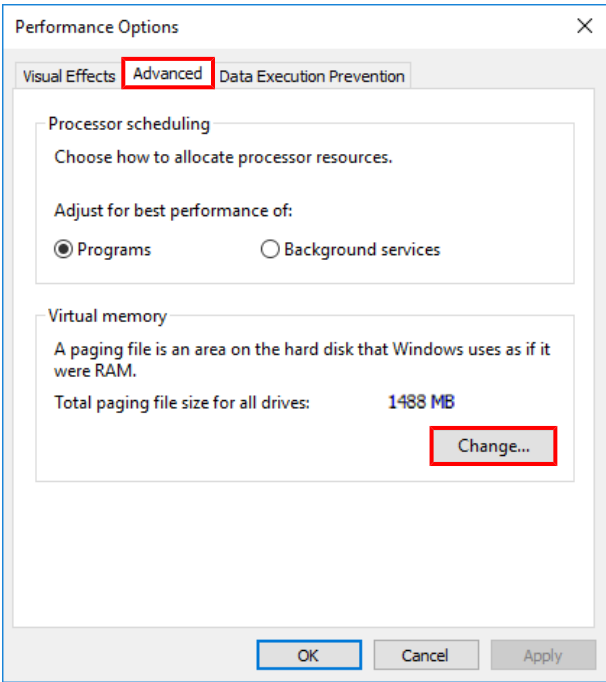 Performance Options
Visual Effects Advanced Data Execution Prevention
Processor scheduling
Choose how to allocate processor resources.
Adjust for best performance of:
Programs Background services
Virtual memory
A paging file is an area on the hard disk that Windows uses as if it
were RAM.
Total paging file size for all drives: 1488 MB
Change...
OK Cancel Apply